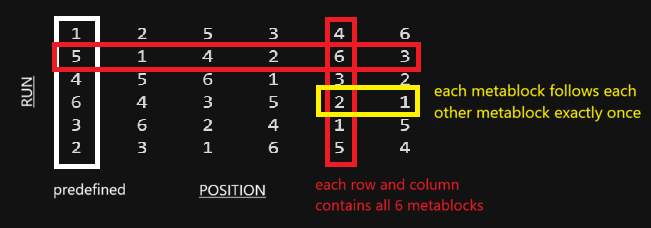 1 2 5 3 4 6
5 1 4 2 6 3
4 5 6 1 3 2
6 4 3 5 2 1
3 6 2 4 1 5
2 3 1 6 5 4
RUN
each metablock follows each
other metablock exactly once
predefined
POSITION
each row and column
contains all 6 metablocks